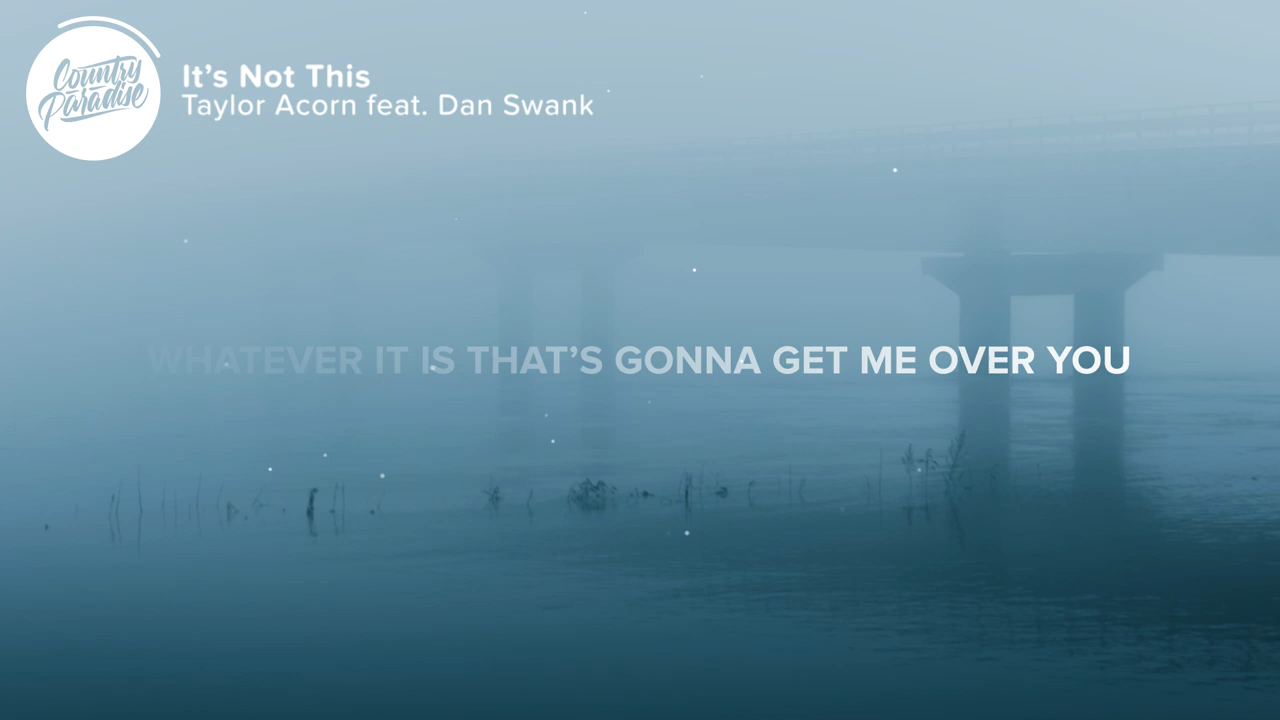 Country
Paradise
It’s Not This
Taylor Acorn feat. Dan Swank
WHATEVER IT IS THAT’S GONNA GET ME OVER YOU